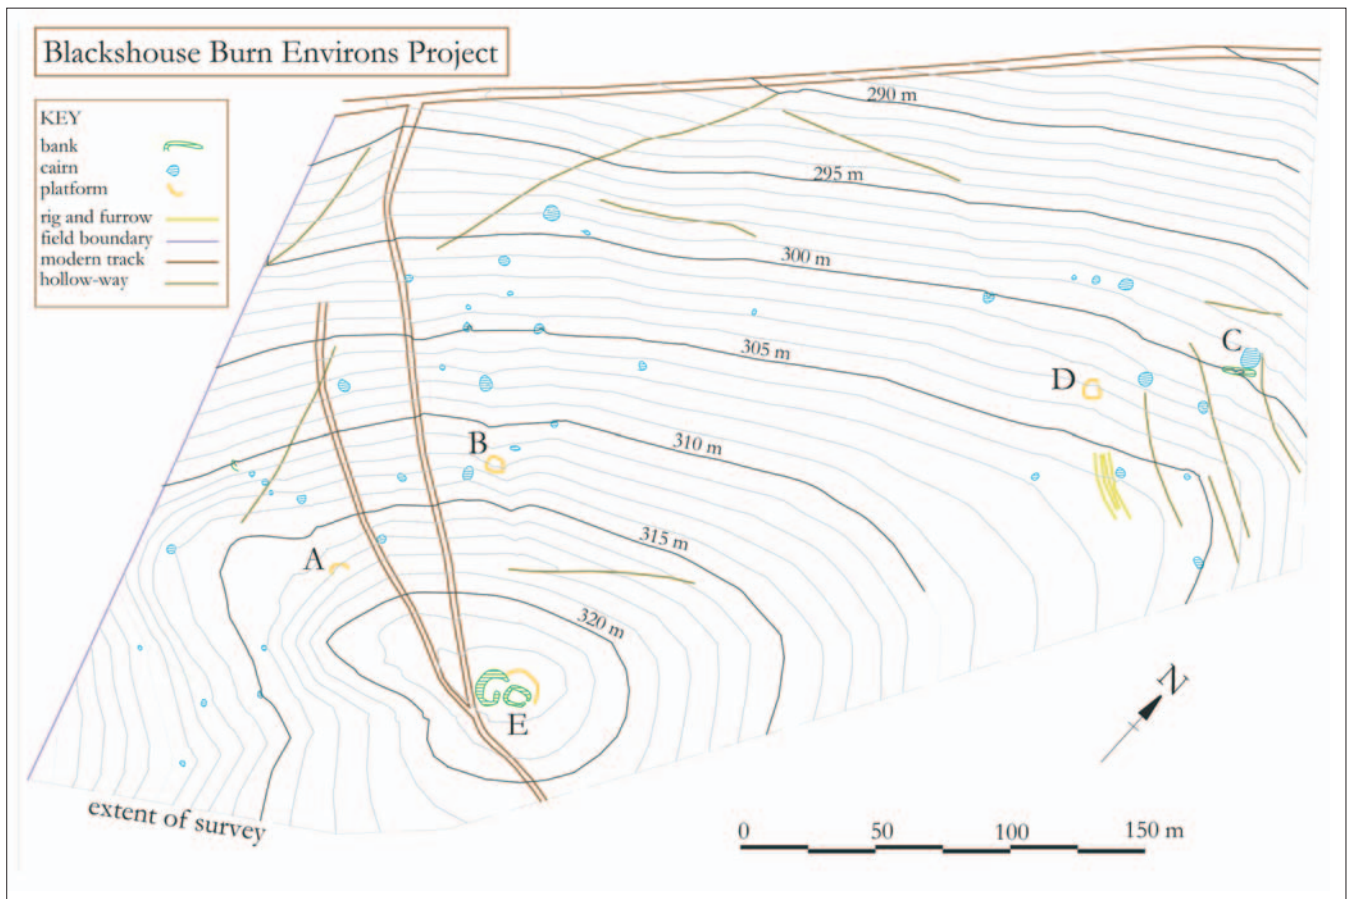 Blackshouse Burn Environs Project
KEY
bank
cairn
platform
rig and furrow
field boundary
modern track
hollow-way
290 m
295 m
300 m
305 m
310 m
315 m
320 m
C
D
B
A
E
N
extent of survey
0 50 100 150 m